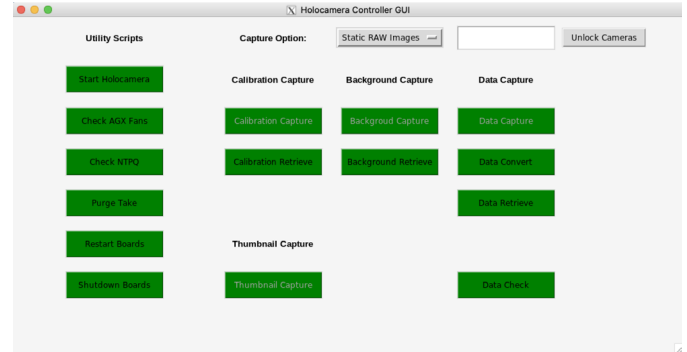 Holocamera Controller GUI
Utility Scripts Capture Option: Static RAW Images Unlock Cameras
Start Holocamera Calibration Capture Background Capture Data Capture
Check AGX Fans Calibration Capture Backgroud Capture Data Capture
Check NTPQ Calibration Retrieve Background Retrieve Data Convert
Purge Take Data Retrieve
Restart Boards Thumbnail Capture
Shutdown Boards Thumbnail Capture Data Check